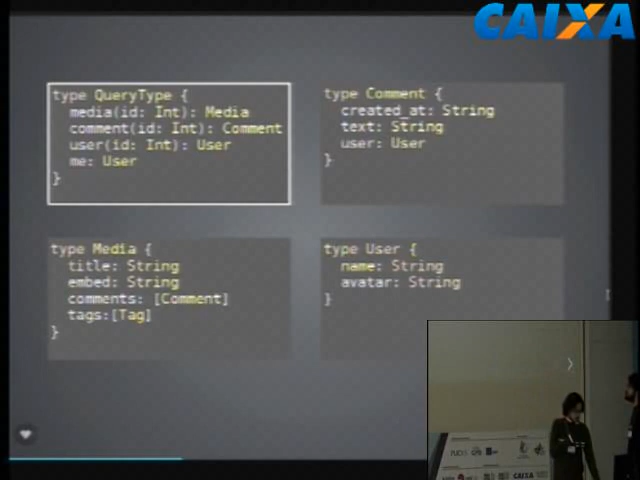 CAIXA
type QueryType {
media(id: Int): Media
comment(id: Int): Comment
user(id: Int): User
me: User
}
type Comment {
created_at: String
text: String
user: User
}
type Media {
title: String
embed: String
comments: [Comment]
tags:[Tag]
}
type User {
name: String
avatar: String
}
CAIXA